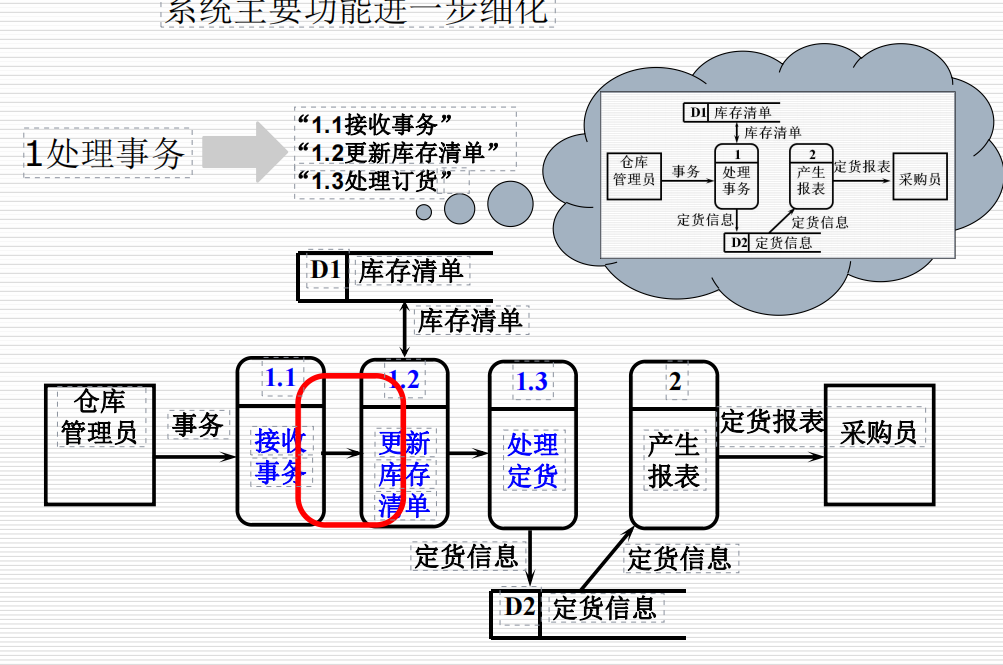 系统主要功能进一步细化
1处理事务
“1.1接收事务”
“1.2更新库存清单”
“1.3处理订货”
D1 库存清单
库存清单
仓库
管理员
事务
1
处理
事务
2
产生
报表
定货报表
采购员
定货信息
定货信息
D2 定货信息
D1 库存清单
库存清单
仓库
管理员
事务
1.1
接收
事务
1.2
更新
库存
清单
1.3
处理
定货
2
产生
报表
定货报表
采购员
定货信息
定货信息
D2 定货信息